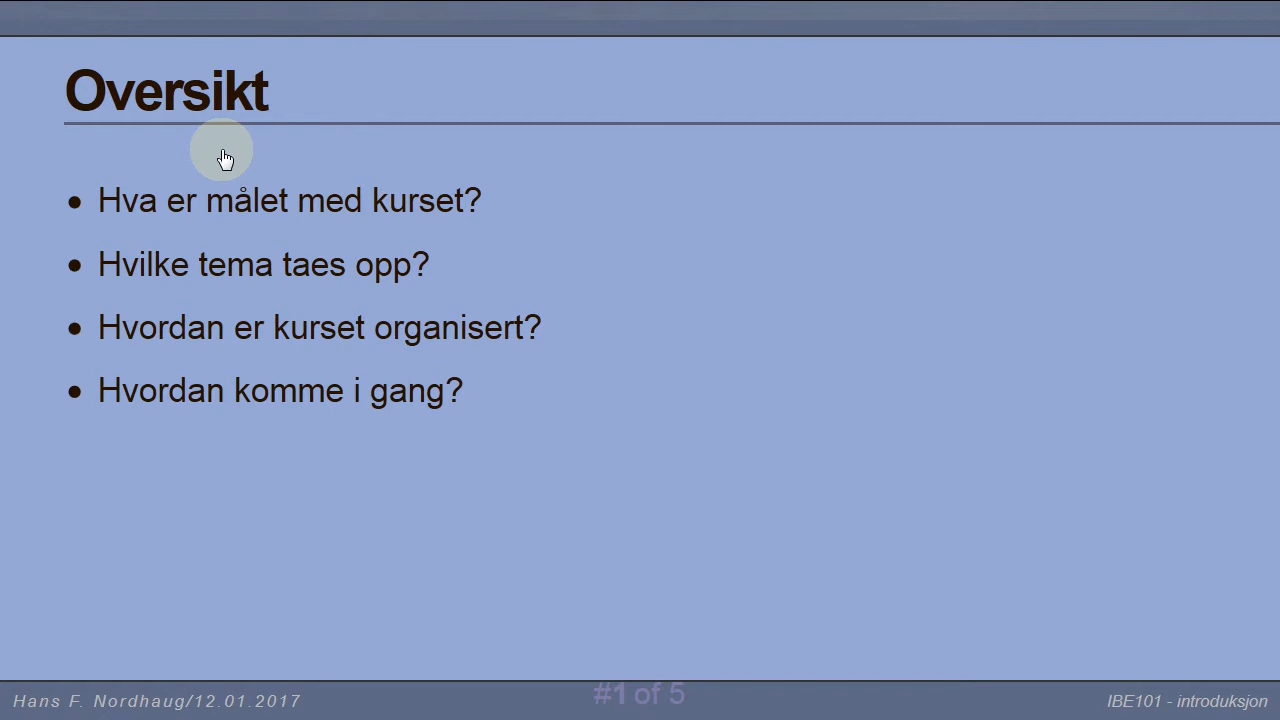 Oversikt
Hva er målet med kurset?
Hvilke tema taes opp?
Hvordan er kurset organisert?
Hvordan komme i gang?
Hans F. Nordhaug/12.01.2017
#1 of 5
IBE101 - introduksjon